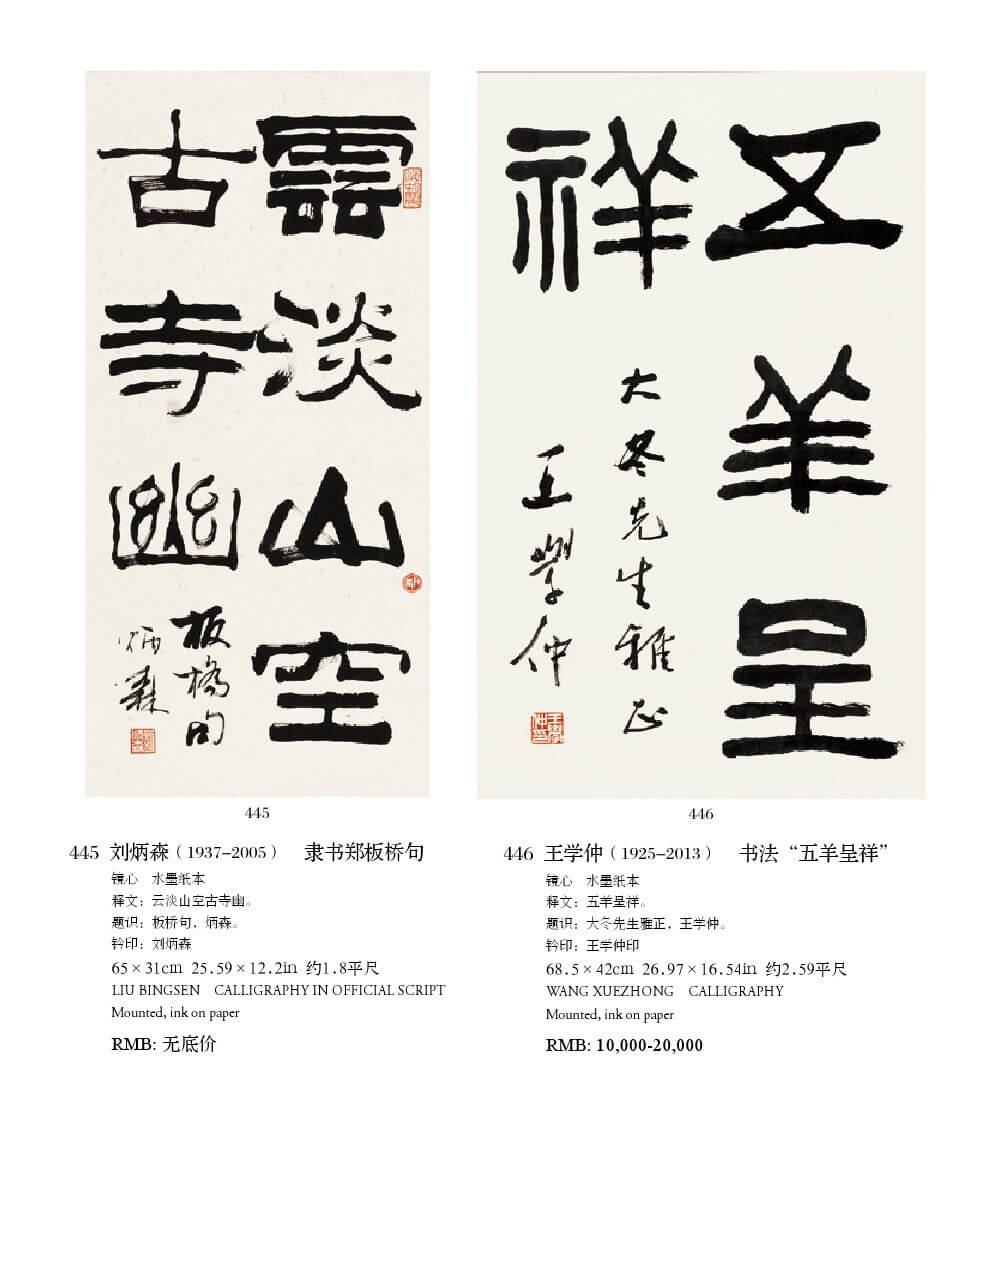 雲淡山空
古寺幽
板橋句
炳森
五羊呈
祥
大冬先生雅正
王學仲
王學仲印
445
445 刘炳森（1937–2005） 隶书郑板桥句
镜心 水墨纸本
释文：云淡山空古寺幽。
题识：板桥句，炳森。
钤印：刘炳森
65×31cm 25.59×12.2in 约1.8平尺
LIU BINGSEN CALLIGRAPHY IN OFFICIAL SCRIPT
Mounted, ink on paper
RMB: 无底价
446
446 王学仲（1925–2013） 书法“五羊呈祥”
镜心 水墨纸本
释文：五羊呈祥。
题识：大冬先生雅正，王学仲。
钤印：王学仲印
68.5×42cm 26.97×16.54in 约2.59平尺
WANG XUEZHONG CALLIGRAPHY
Mounted, ink on paper
RMB: 10,000-20,000